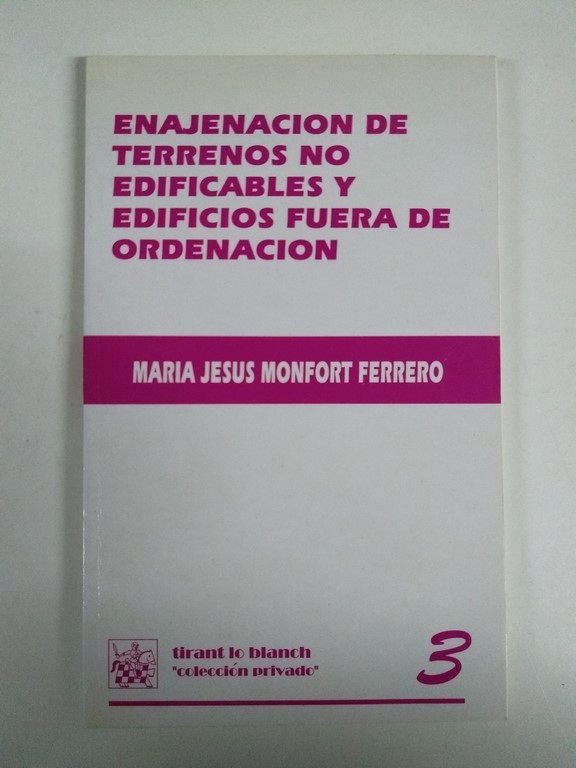 ENAJENACION DE
TERRENOS NO
EDIFICABLES Y
EDIFICIOS FUERA DE
ORDENACION
MARIA JESUS MONFORT FERRERO
tirant lo blanch
"colección privado"
3